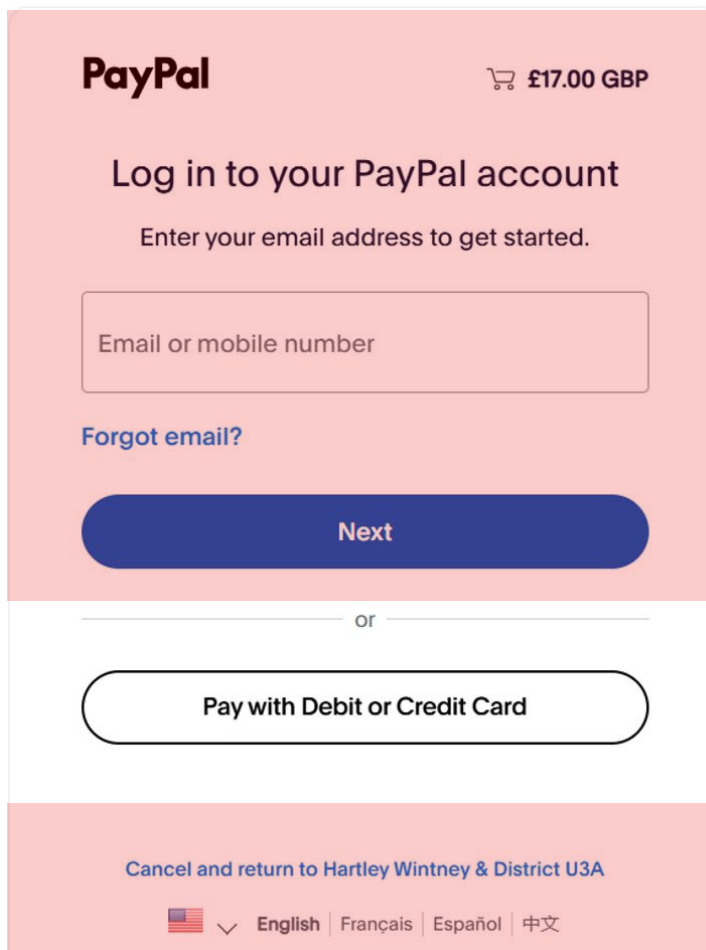 PayPal
£17.00 GBP
Log in to your PayPal account
Enter your email address to get started.
Email or mobile number
Forgot email?
Next
or
Pay with Debit or Credit Card
Cancel and return to Hartley Wintney & District U3A
English Français Español 中文